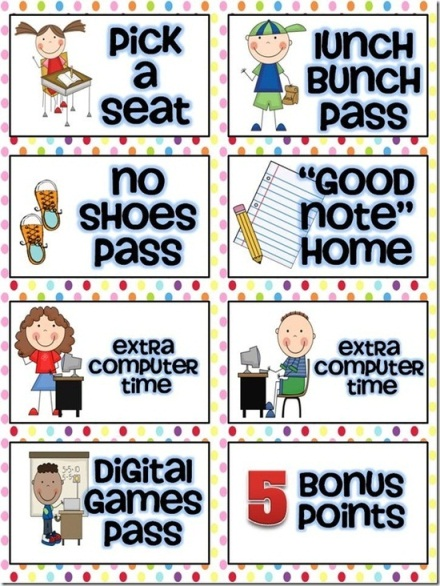 Pick
A
Seat
Lunch
Bunch
Pass
No
Shoes
Pass
"Good
Note"
Home
Extra
Computer
Time
Extra
Computer
Time
Digital
Games
Pass
5 Bonus
Points